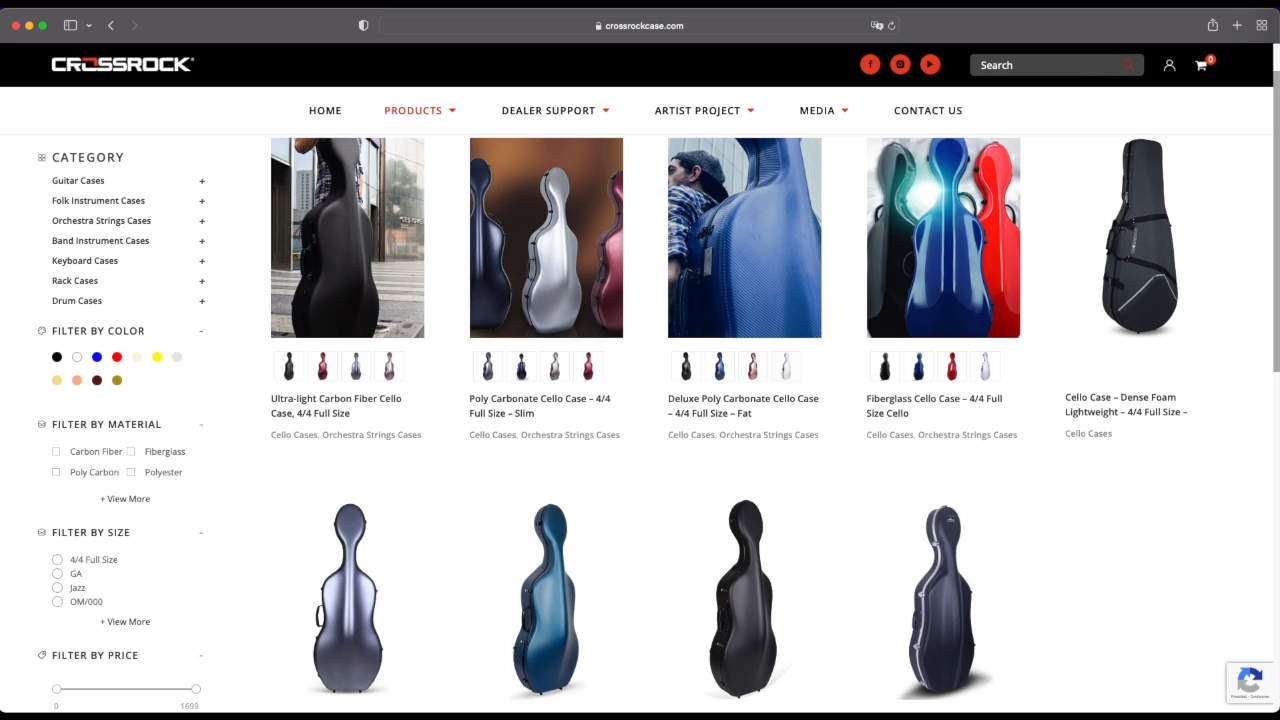 crossrockcase.com
CROSSROCK
Search
0
HOME
PRODUCTS
DEALER SUPPORT
ARTIST PROJECT
MEDIA
CONTACT US
CATEGORY
Guitar Cases +
Folk Instrument Cases +
Orchestra Strings Cases +
Band Instrument Cases +
Keyboard Cases +
Rack Cases +
Drum Cases +
FILTER BY COLOR -
FILTER BY MATERIAL -
Carbon Fiber Fiberglass
Poly Carbon Polyester
+ View More
FILTER BY SIZE -
4/4 Full Size
GA
Jazz
OM/000
+ View More
FILTER BY PRICE -
0 1699
Ultra-light Carbon Fiber Cello
Case, 4/4 Full Size
Cello Cases, Orchestra Strings Cases
Poly Carbonate Cello Case – 4/4
Full Size – Slim
Cello Cases, Orchestra Strings Cases
Deluxe Poly Carbonate Cello Case
– 4/4 Full Size – Fat
Cello Cases, Orchestra Strings Cases
Fiberglass Cello Case – 4/4 Full
Size Cello
Cello Cases, Orchestra Strings Cases
Cello Case – Dense Foam
Lightweight – 4/4 Full Size –
Cello Cases
Privacidad - Condiciones